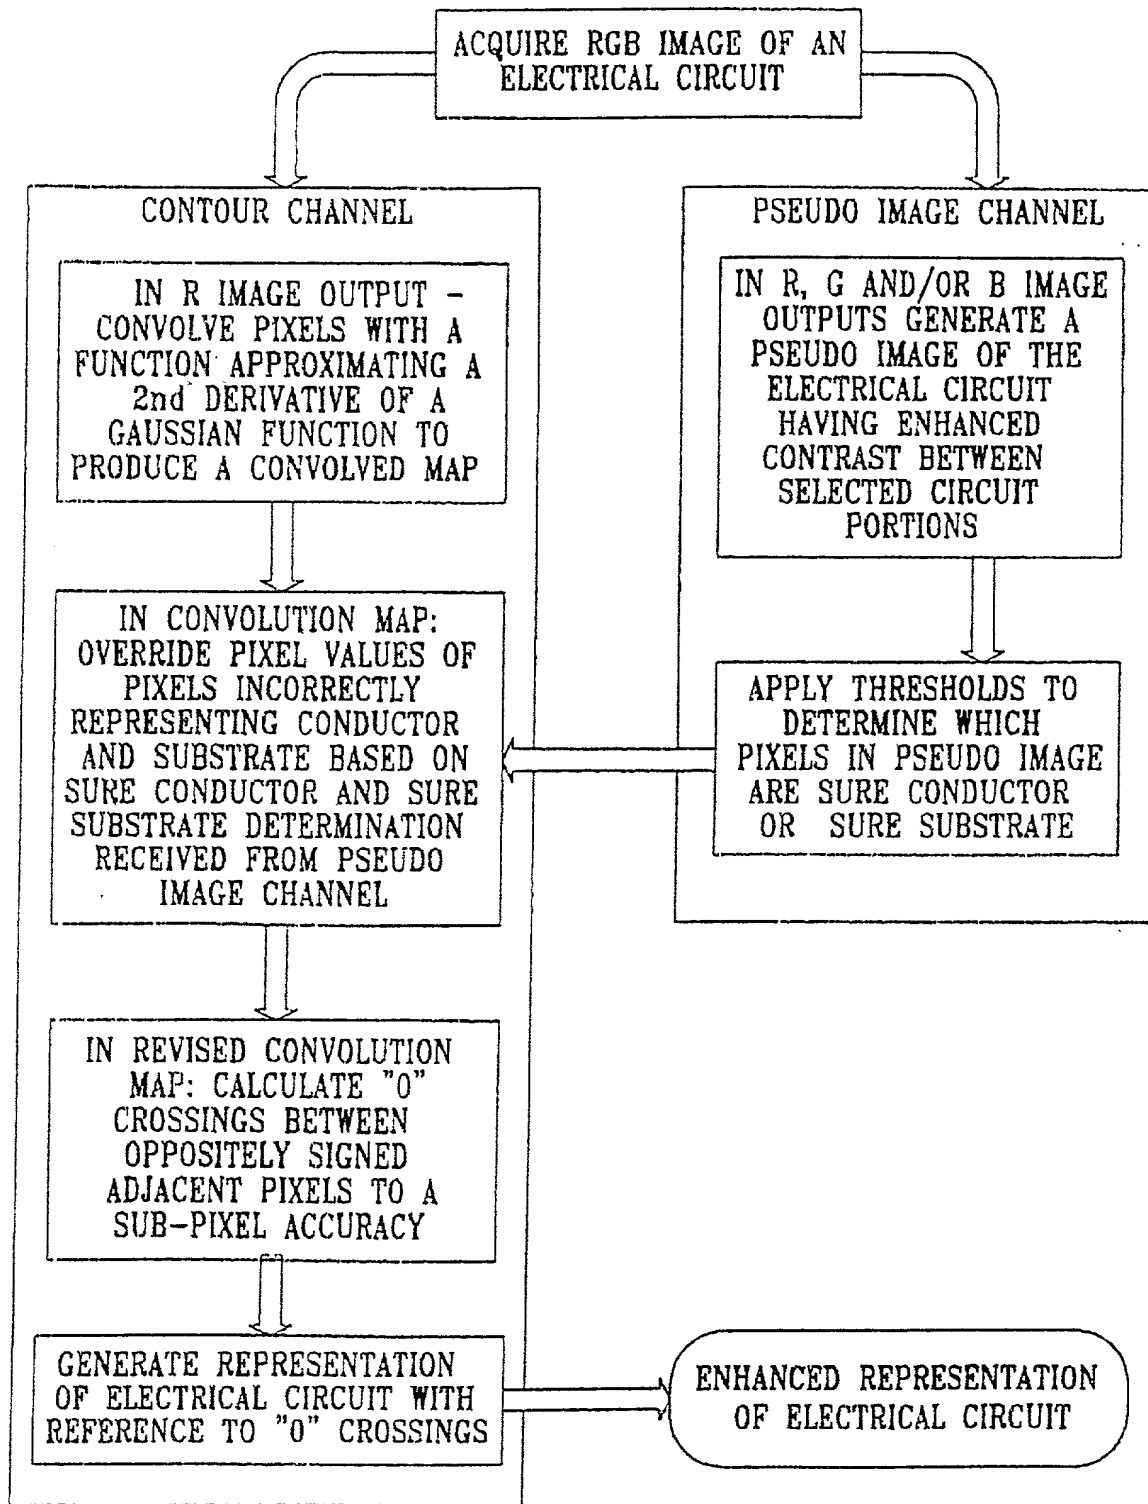 ACQUIRE RGB IMAGE OF AN
ELECTRICAL CIRCUIT
CONTOUR CHANNEL
IN R IMAGE OUTPUT -
CONVOLVE PIXELS WITH A
FUNCTION APPROXIMATING A
2nd DERIVATIVE OF A
GAUSSIAN FUNCTION TO
PRODUCE A CONVOLVED MAP
IN CONVOLUTION MAP:
OVERRIDE PIXEL VALUES OF
PIXELS INCORRECTLY
REPRESENTING CONDUCTOR
AND SUBSTRATE BASED ON
SURE CONDUCTOR AND SURE
SUBSTRATE DETERMINATION
RECEIVED FROM PSEUDO
IMAGE CHANNEL
IN REVISED CONVOLUTION
MAP: CALCULATE "0"
CROSSINGS BETWEEN
OPPOSITELY SIGNED
ADJACENT PIXELS TO A
SUB-PIXEL ACCURACY
GENERATE REPRESENTATION
OF ELECTRICAL CIRCUIT WITH
REFERENCE TO "0" CROSSINGS
PSEUDO IMAGE CHANNEL
IN R, G AND/OR B IMAGE
OUTPUTS GENERATE A
PSEUDO IMAGE OF THE
ELECTRICAL CIRCUIT
HAVING ENHANCED
CONTRAST BETWEEN
SELECTED CIRCUIT
PORTIONS
APPLY THRESHOLDS TO
DETERMINE WHICH
PIXELS IN PSEUDO IMAGE
ARE SURE CONDUCTOR
OR SURE SUBSTRATE
ENHANCED REPRESENTATION
OF ELECTRICAL CIRCUIT